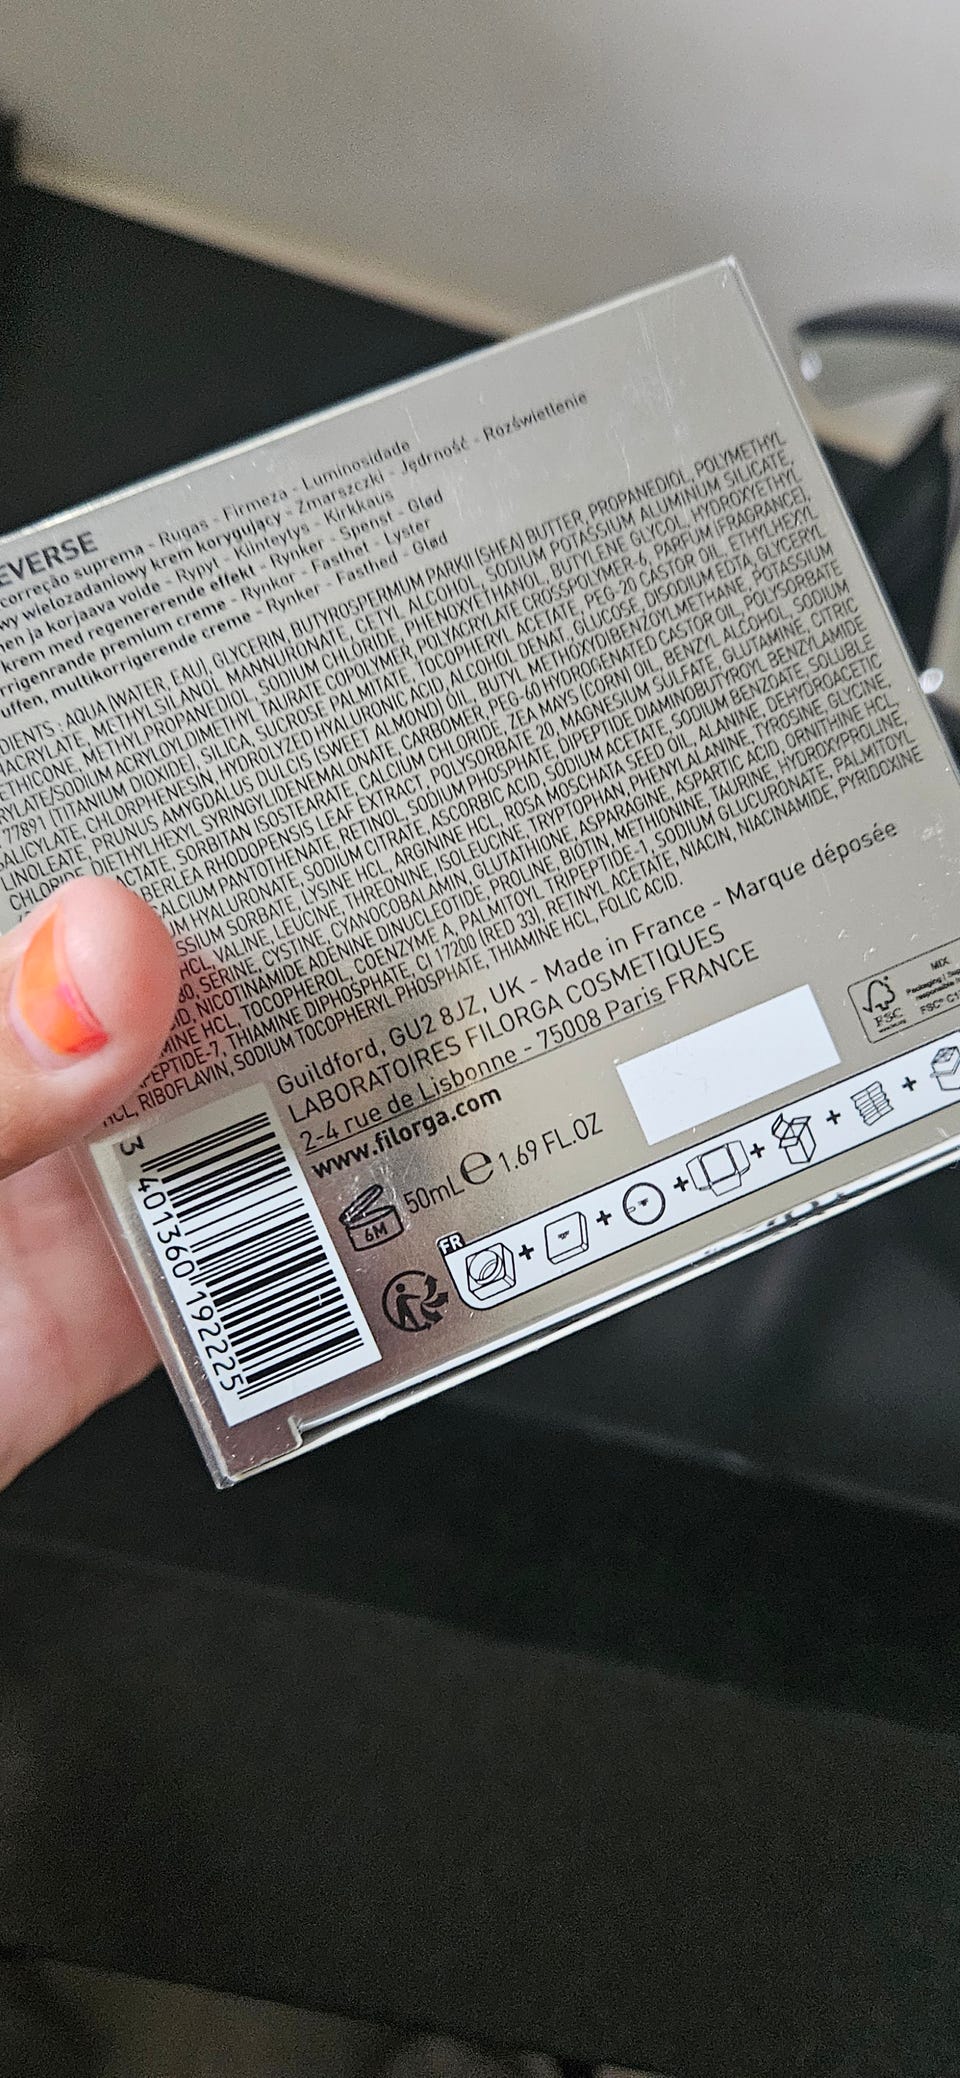 EVERSE
correção suprema - Rugas - Firmeza - Luminosidade
wy wielozadaniowy krem korygujący - Zmarszczki - Jędrność - Rozświetlenie
nen ja korjaava voide - Rypyt - Kiinteytys - Kirkkaus
krem med regenererende effekt - Rynker - Spenst - Glød
rrigenrande premium creme - Rynkor - Fasthet - Lyster
uffen, multikorrigerende creme - Rynker - Fasthed - Glød
DIENTS : AQUA (WATER, EAU), GLYCERIN, BUTYROSPERMUM PARKII (SHEA) BUTTER, PROPANEDIOL, POLYMETHYL
HACRYLATE, METHYLSILANOL MANNURONATE, CETYL ALCOHOL, SODIUM POTASSIUM ALUMINUM SILICATE,
ETHICONE, METHYLPROPANEDIOL, SODIUM CHLORIDE, PHENOXYETHANOL, BUTYLENE GLYCOL, HYDROXYETHYL
RYLATE/SODIUM ACRYLOYLDIMETHYL TAURATE COPOLYMER, POLYACRYLATE CROSSPOLYMER-6, PARFUM (FRAGRANCE),
77891 (TITANIUM DIOXIDE), SILICA, SUCROSE PALMITATE, TOCOPHERYL ACETATE, PEG-20 CASTOR OIL, ETHYLHEXYL
SALICYLATE, CHLORPHENESIN, HYDROLYZED HYALURONIC ACID, ALCOHOL DENAT, GLUCOSE, DISODIUM EDTA, GLYCERYL
LINOLEATE, PRUNUS AMYGDALUS DULCIS (SWEET ALMOND) OIL, BUTYL METHOXYDIBENZOYLMETHANE, POTASSIUM
CHLORIDE, DIETHYLHEXYL SYRINGYLIDENEMALONATE, CARBOMER, PEG-60 HYDROGENATED CASTOR OIL, POLYSORBATE
ACTATE, SORBITAN ISOSTEARATE, CALCIUM CHLORIDE, ZEA MAYS (CORN) OIL, BENZYL ALCOHOL, SODIUM
BERLEA RHODOPENSIS LEAF EXTRACT, POLYSORBATE 20, MAGNESIUM SULFATE, GLUTAMINE, CITRIC
CALCIUM PANTOTHENATE, RETINOL, SODIUM PHOSPHATE, DIPEPTIDE DIAMINOBUTYROYL BENZYLAMIDE
UM HYALURONATE, SODIUM CITRATE, ASCORBIC ACID, SODIUM ACETATE, SODIUM BENZOATE, SOLUBLE
SSIUM SORBATE, LYSINE HCL, ARGININE HCL, ROSA MOSCHATA SEED OIL, ALANINE, DEHYDROACETIC
HCL, VALINE, LEUCINE, THREONINE, ISOLEUCINE, TRYPTOPHAN, PHENYLALANINE, TYROSINE, GLYCINE,
80, SERINE, CYSTINE, CYANOCOBALAMIN, GLUTATHIONE, ASPARAGINE, ASPARTIC ACID, ORNITHINE HCL,
ID, NICOTINAMIDE ADENINE DINUCLEOTIDE, PROLINE, BIOTIN, METHIONINE, TAURINE, HYDROXYPROLINE,
MINE HCL, TOCOPHEROL, COENZYME A, PALMITOYL TRIPEPTIDE-1, SODIUM GLUCURONATE, PALMITOYL
APEPTIDE-7, THIAMINE DIPHOSPHATE, CI 17200 (RED 33), RETINYL ACETATE, NIACIN, NIACINAMIDE, PYRIDOXINE
HCL, RIBOFLAVIN, SODIUM TOCOPHERYL PHOSPHATE, THIAMINE HCL, FOLIC ACID.
Guildford, GU2 8JZ, UK - Made in France - Marque déposée
LABORATOIRES FILORGA COSMETIQUES
2-4 rue de Lisbonne - 75008 Paris FRANCE
www.filorga.com
6M
50mL e 1.69 FL.OZ
FSC
MIX
FR
3 401360 192225